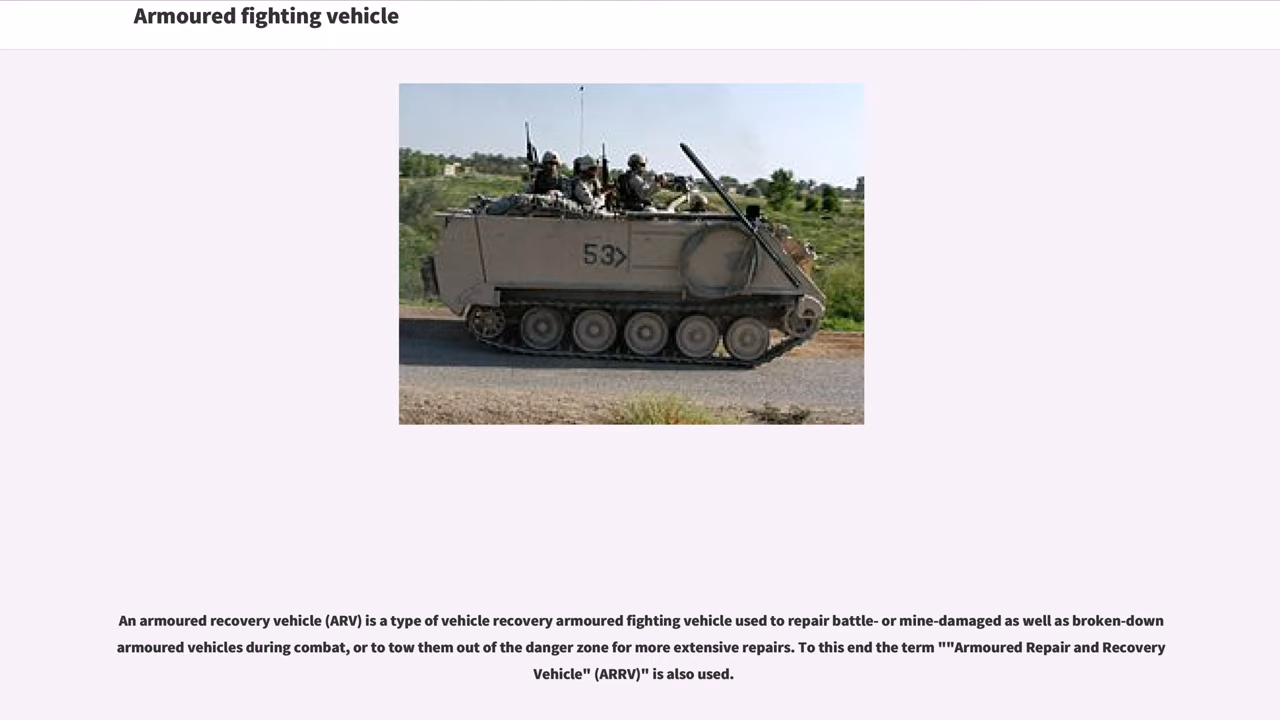 Armoured fighting vehicle
53>
An armoured recovery vehicle (ARV) is a type of vehicle recovery armoured fighting vehicle used to repair battle- or mine-damaged as well as broken-down
armoured vehicles during combat, or to tow them out of the danger zone for more extensive repairs. To this end the term ""Armoured Repair and Recovery
Vehicle" (ARRV)" is also used.